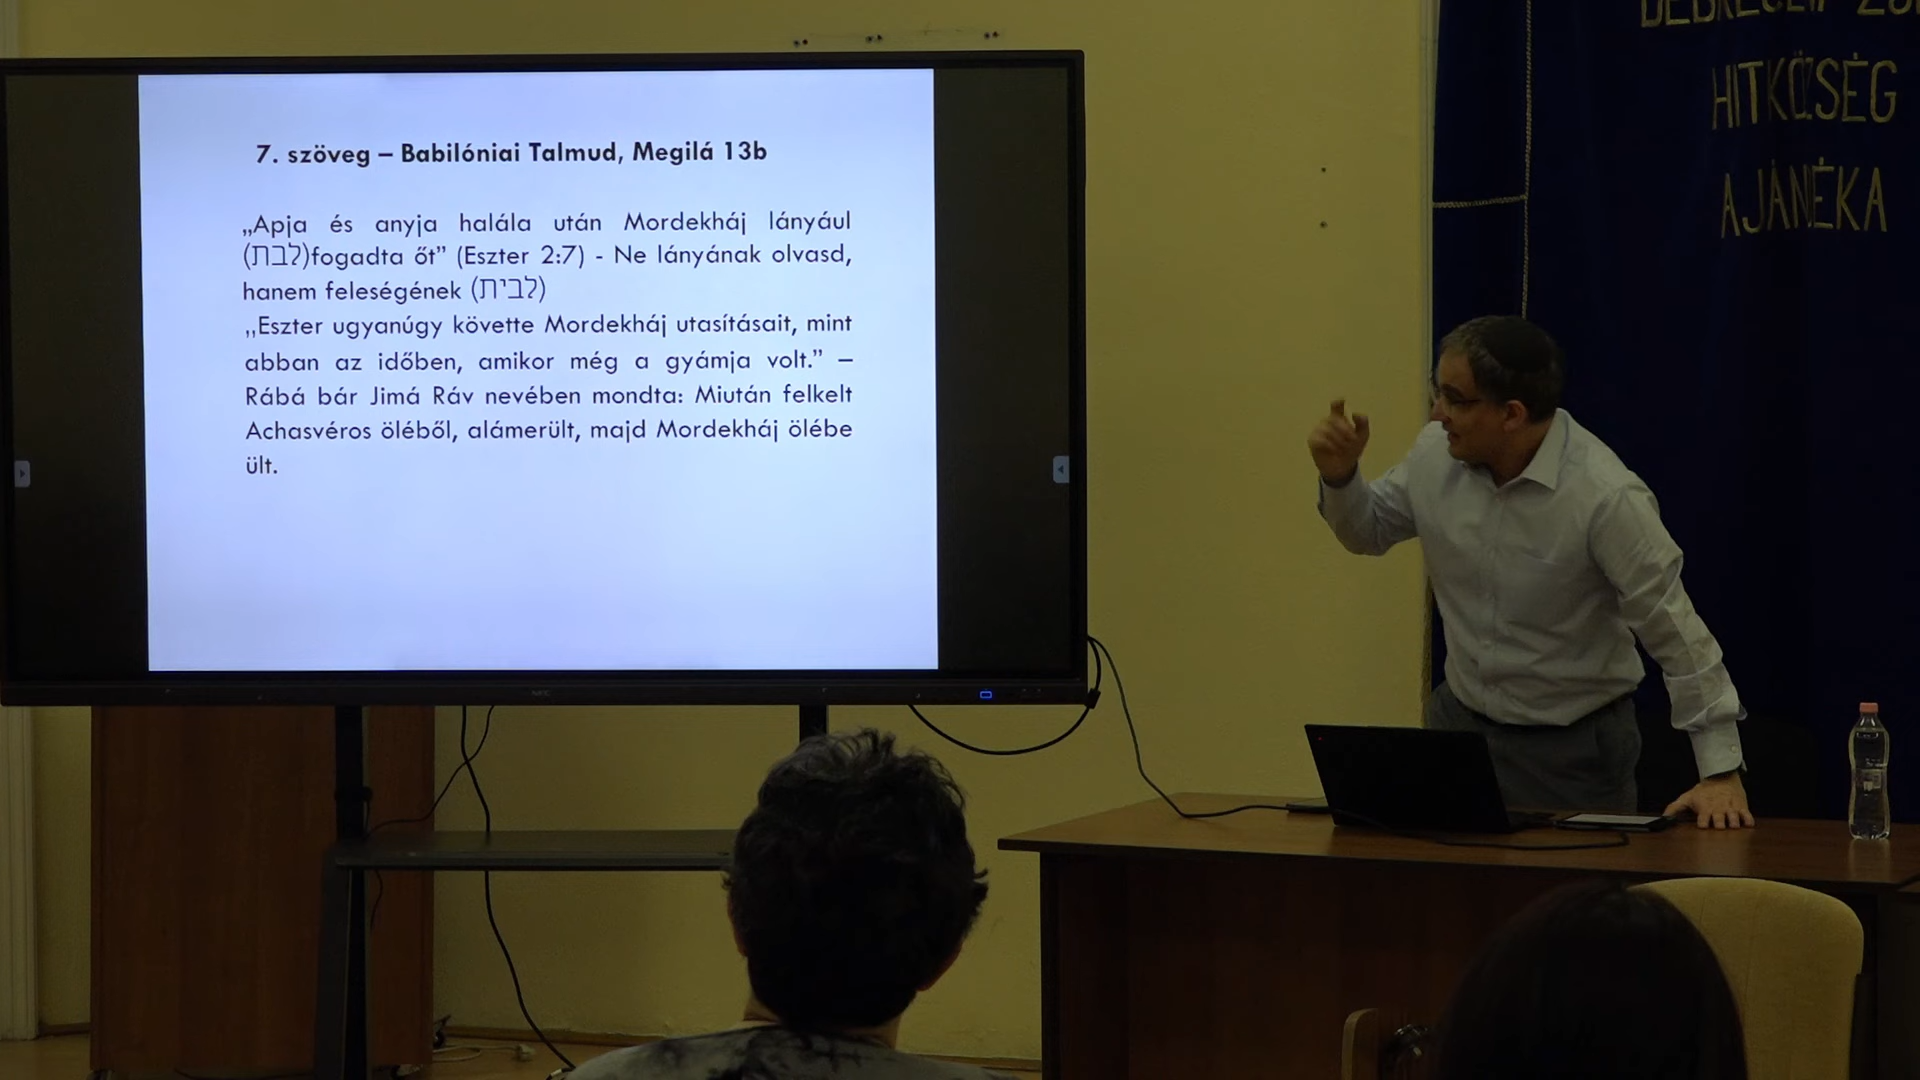 7. szöveg – Babilóniai Talmud, Megilá 13b
„Apja és anyja halála után Mordekháj lányául
(לבת)fogadta őt” (Eszter 2:7) - Ne lányának olvasd,
hanem feleségének (לבית)
,,Eszter ugyanúgy követte Mordekháj utasításait, mint
abban az időben, amikor még a gyámja volt.” –
Rábá bár Jimá Ráv nevében mondta: Miután felkelt
Achasvéros öléből, alámerült, majd Mordekháj ölébe
ült.
HITKÖZSÉG
AJÁNÉKA